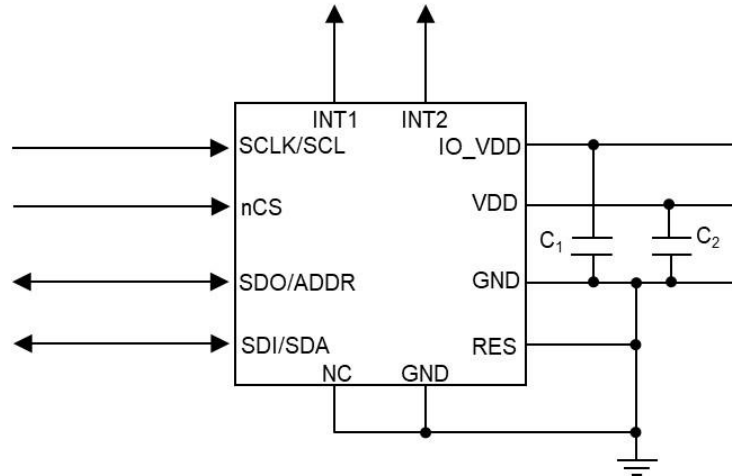 INT1 INT2
SCLK/SCL IO_VDD
nCS VDD
C1 C2
SDO/ADDR GND
SDI/SDA RES
NC GND